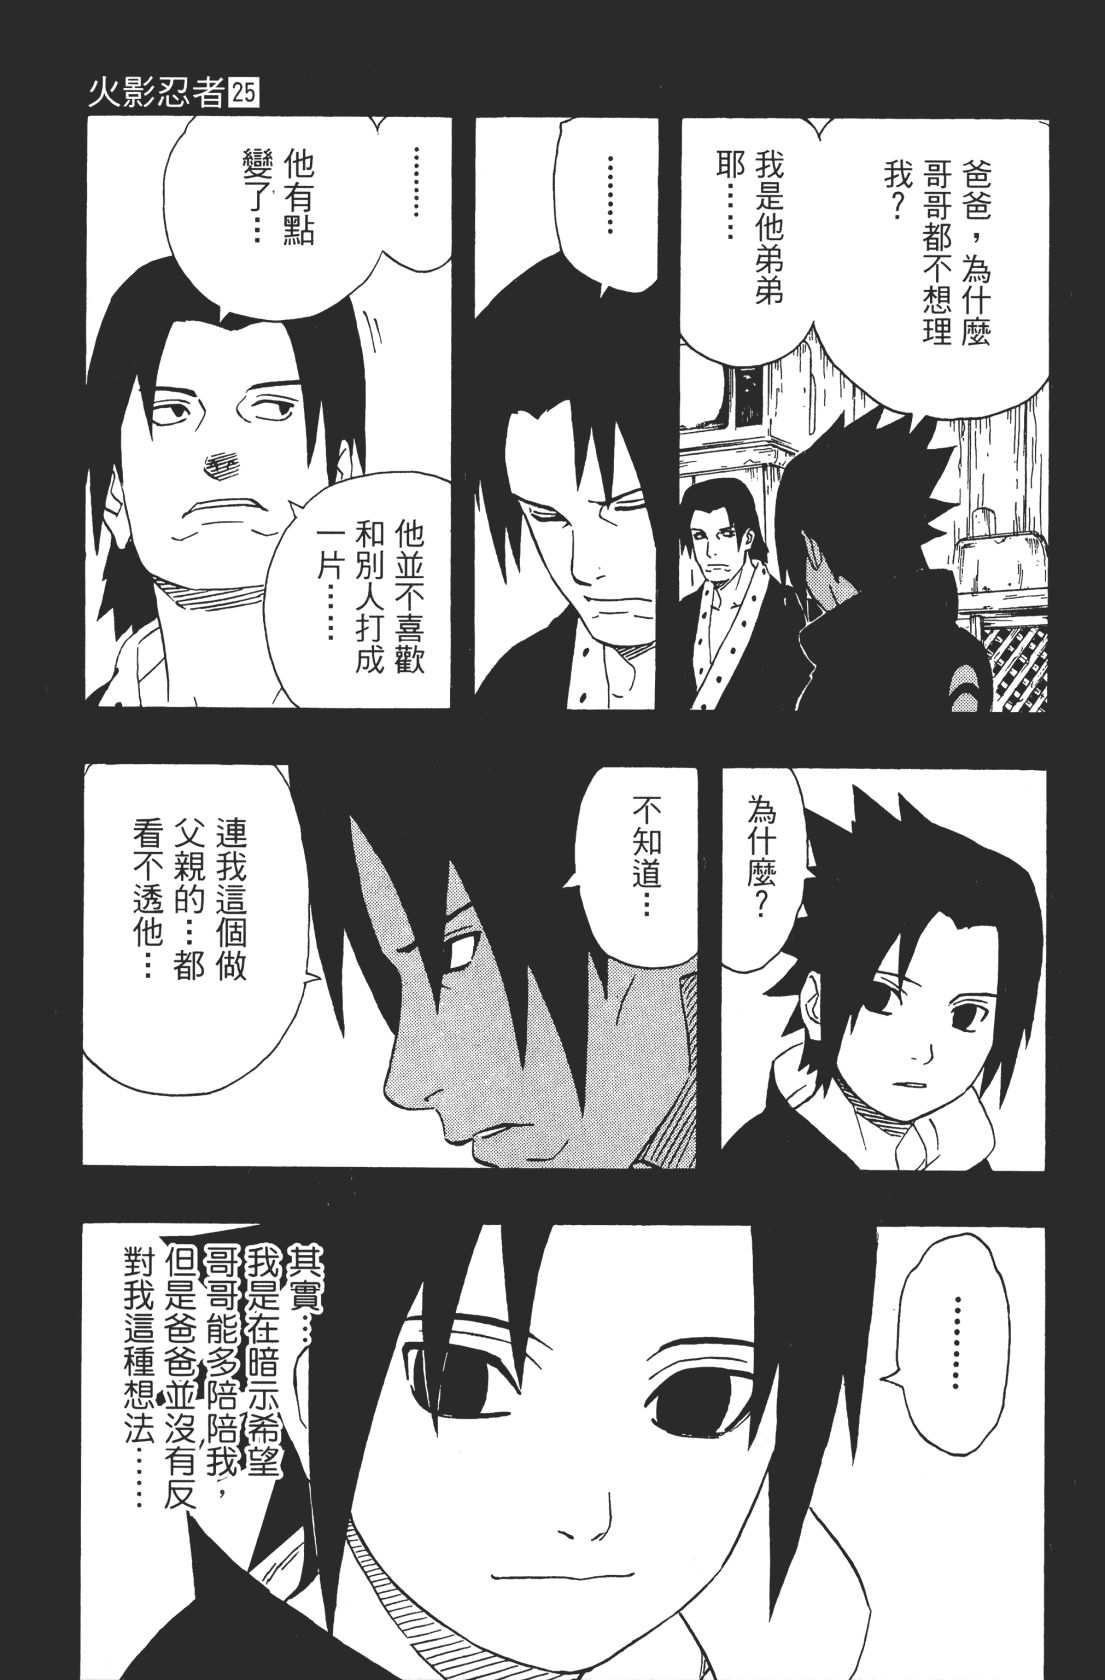 火影忍者25
爸爸，為什麼
哥哥都不想理
我？
我是他弟弟
耶……
………
………
他有點
變了…
他並不喜歡
和別人打成
一片……
為什麼？
不知道…
連我這個做
父親的…都
看不透他…
………
其實…
我是在暗示希望
哥哥能多陪陪我，
但是爸爸並沒有反
對我這種想法……